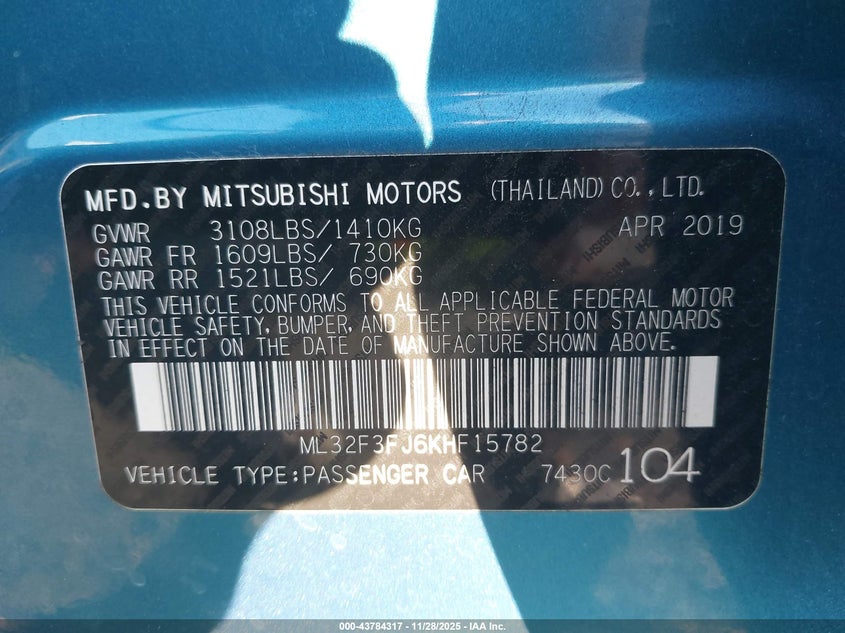 MFD.BY MITSUBISHI MOTORS (THAILAND)CO.,LTD.
GVWR 3108LBS/1410KG APR 2019
GAWR FR 1609LBS/ 730KG
GAWR RR 1521LBS/ 690KG
THIS VEHICLE CONFORMS TO ALL APPLICABLE FEDERAL MOTOR
VEHICLE SAFETY, BUMPER, AND THEFT PREVENTION STANDARDS
IN EFFECT ON THE DATE OF MANUFACTURE SHOWN ABOVE.
ML32F3FJ6KHF15782
VEHICLE TYPE:PASSENGER CAR 7430C 104
000-43784317 - 11/28/2025 - IAA Inc.